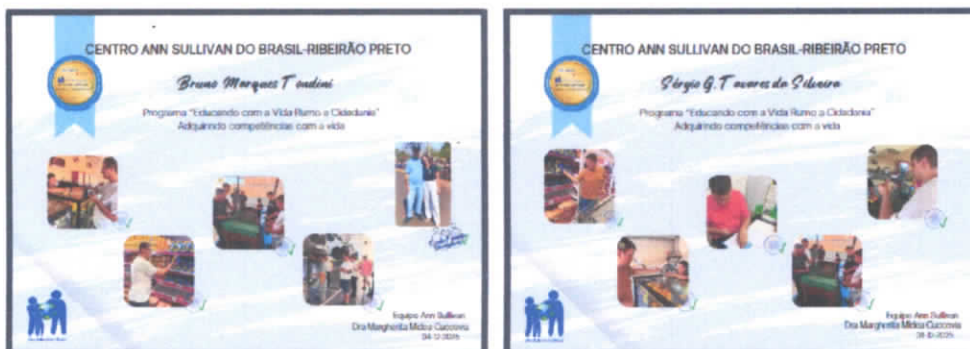 CENTRO ANN SULLIVAN DO BRASIL-RIBEIRÃO PRETO
Bruno Marques Tondini
Programa "Educando com a Vida Rumo a Cidadania"
Adquirindo competências com a vida
Equipe Ann Sullivan
Dra Margherita Midea Cuccovia
CENTRO ANN SULLIVAN DO BRASIL-RIBEIRÃO PRETO
Sérgio G. Tavares da Silveira
Programa "Educando com a Vida Rumo a Cidadania"
Adquirindo competências com a vida
Equipe Ann Sullivan
Dra Margherita Midea Cuccovia